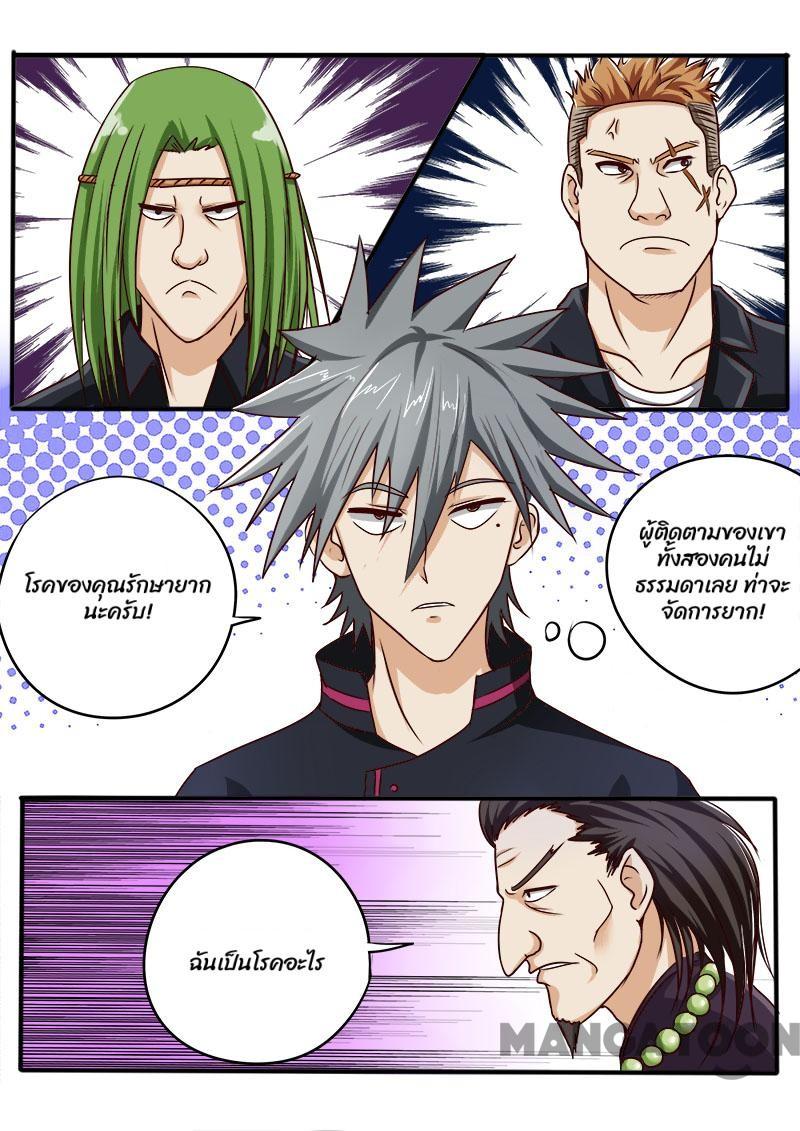 โรคของคุณรักษายาก
นะครับ!
ผู้ติดตามของเขา
ทั้งสองคนไม่
ธรรมดาเลย ท่าจะ
จัดการยาก!
ฉันเป็นโรคอะไร
MANGATOON